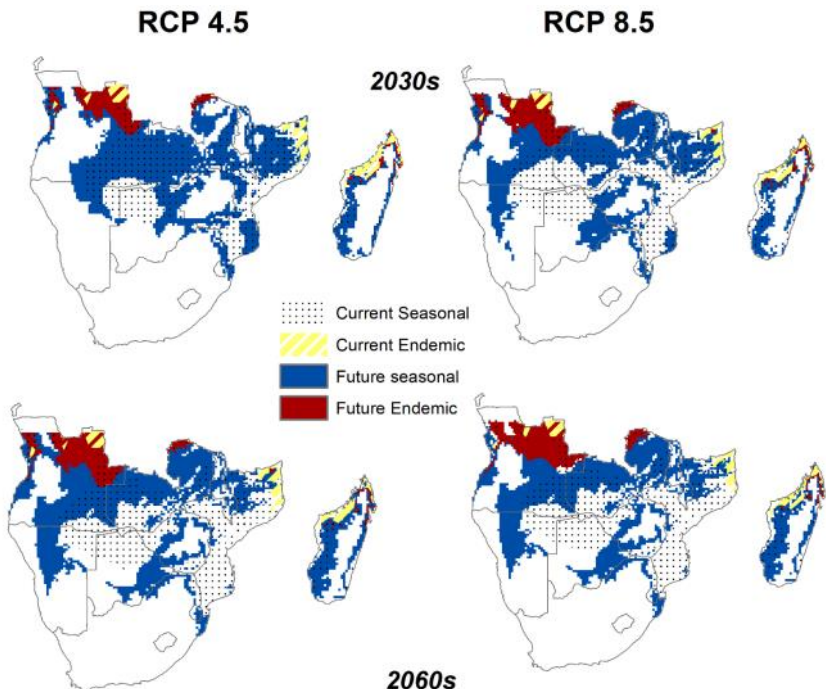 RCP 4.5
RCP 8.5
2030s
Current Seasonal
Current Endemic
Future seasonal
Future Endemic
2060s